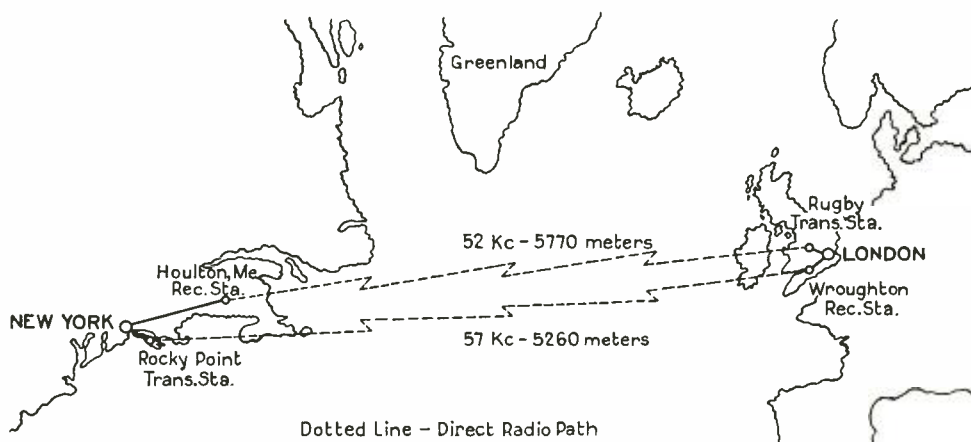 Greenland
Rugby
Trans.Sta.
52 Kc - 5770 meters
LONDON
Houlton, Me.
Rec.Sta.
Wroughton
Rec.Sta.
NEW YORK
57 Kc - 5260 meters
Rocky Point
Trans.Sta.
Dotted Line - Direct Radio Path